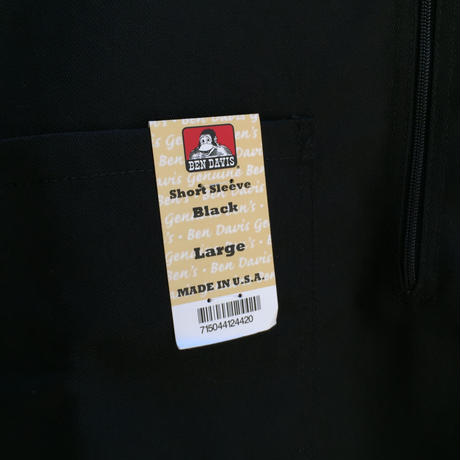 BEN DAVIS
Short Sleeve
Black
Large
MADE IN U.S.A.
715044124420